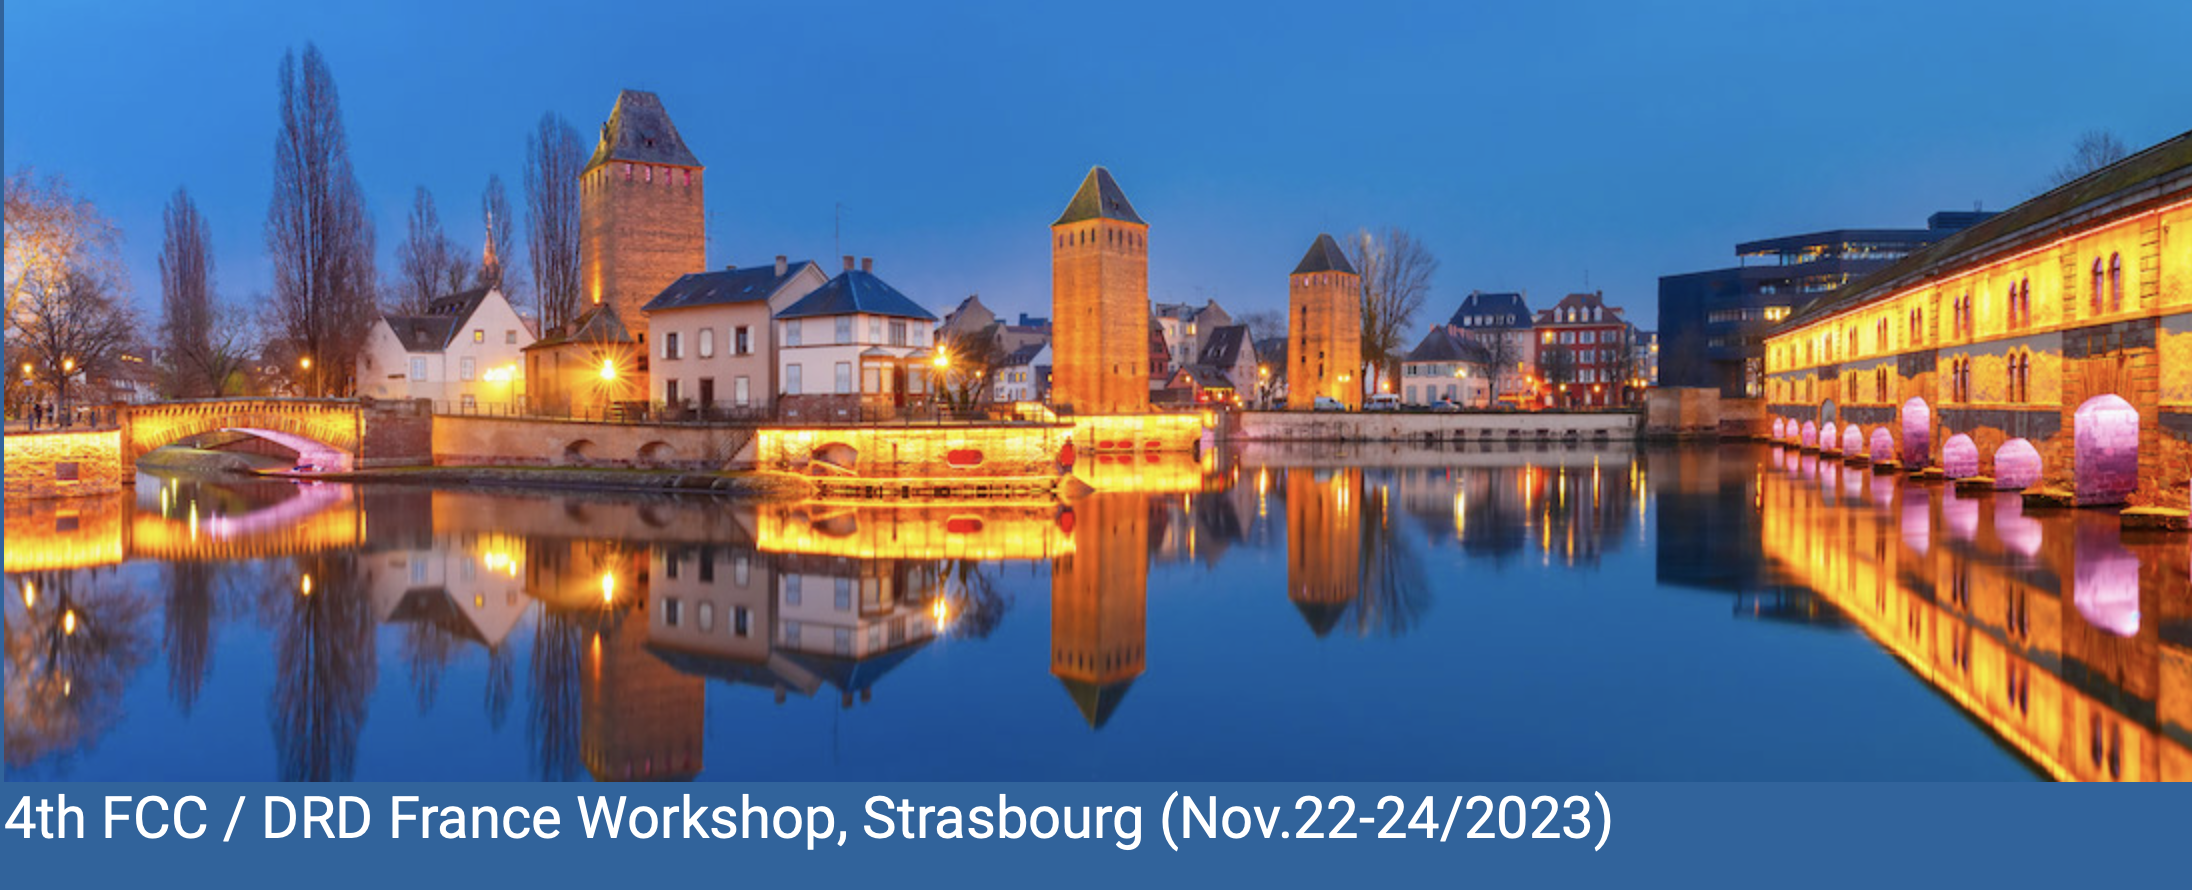 4th FCC / DRD France Workshop, Strasbourg (Nov.22-24/2023)